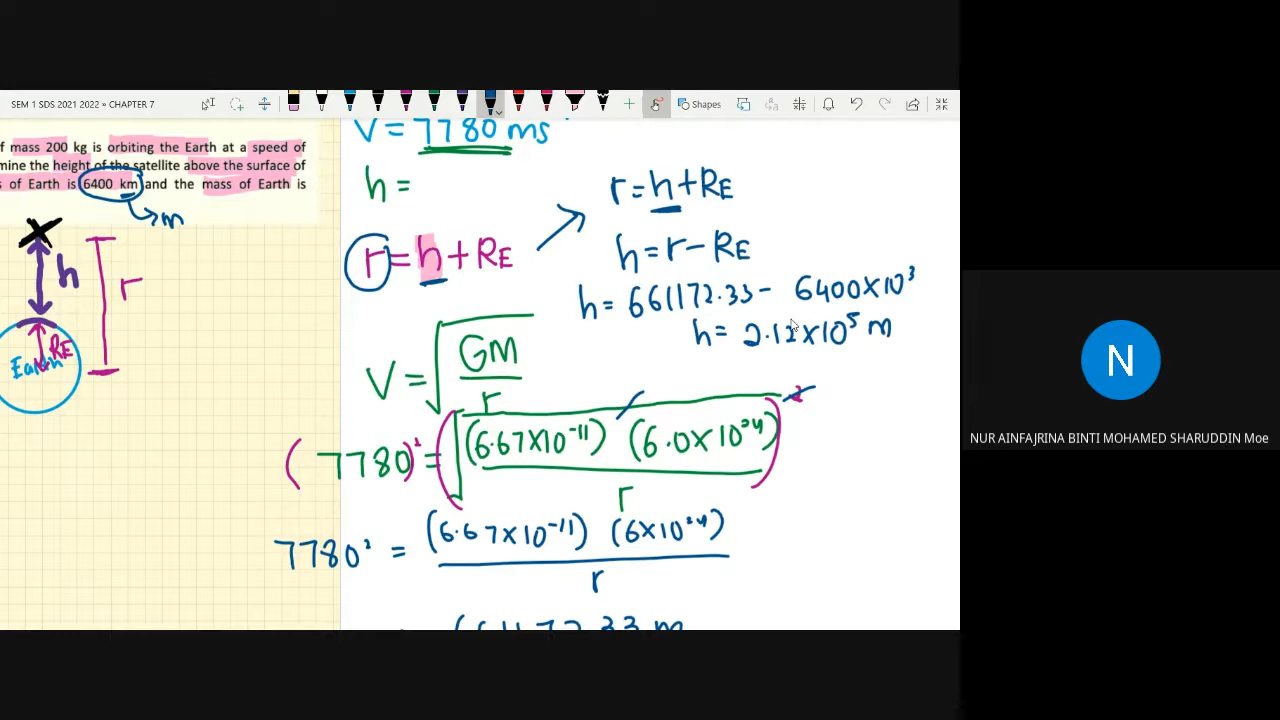 SEM 1 SDS 2021 2022 » CHAPTER 7
Shapes
f mass 200 kg is orbiting the Earth at a speed of
mine the height of the satellite above the surface of
s of Earth is 6400 km and the mass of Earth is
m
h
r
RE
Earth
V = 7780 ms⁻
h =
r = h + RE
r = h + RE
h = r - RE
h = 661172.33 - 6400×10³
h = 2.12×10⁵ m
V = √(GM/r)
(7780)² = (√((6.67×10⁻¹¹) (6.0×10²⁴)/r))²
7780² = (6.67×10⁻¹¹) (6×10²⁴)/r
N
NUR AINFAJRINA BINTI MOHAMED SHARUDDIN Moe